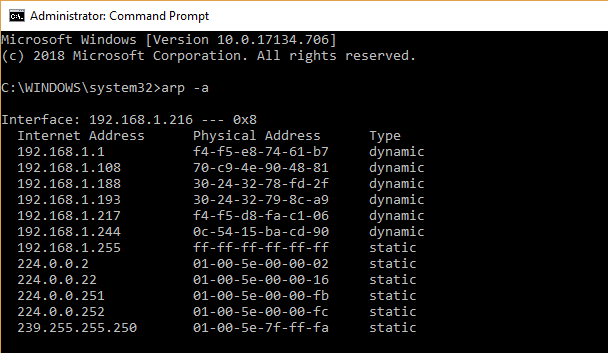 Administrator: Command Prompt
Microsoft Windows [Version 10.0.17134.706]
(c) 2018 Microsoft Corporation. All rights reserved.
C:\WINDOWS\system32>arp -a
Interface: 192.168.1.216 --- 0x8
Internet Address Physical Address Type
192.168.1.1 f4-f5-e8-74-61-b7 dynamic
192.168.1.108 70-c9-4e-90-48-81 dynamic
192.168.1.188 30-24-32-78-fd-2f dynamic
192.168.1.193 30-24-32-79-8c-a9 dynamic
192.168.1.217 f4-f5-d8-fa-c1-06 dynamic
192.168.1.244 0c-54-15-ba-cd-90 dynamic
192.168.1.255 ff-ff-ff-ff-ff-ff static
224.0.0.2 01-00-5e-00-00-02 static
224.0.0.22 01-00-5e-00-00-16 static
224.0.0.251 01-00-5e-00-00-fb static
224.0.0.252 01-00-5e-00-00-fc static
239.255.255.250 01-00-5e-7f-ff-fa static